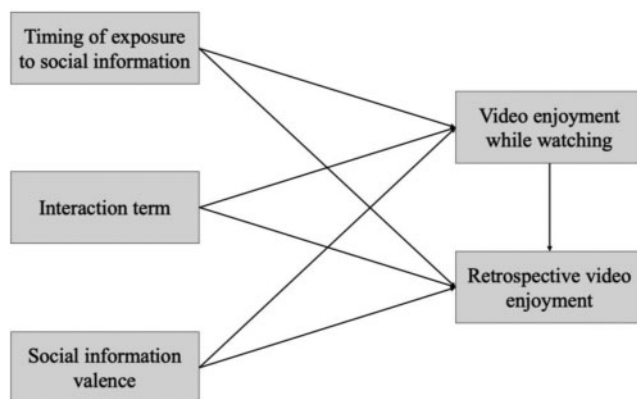 Timing of exposure
to social information
Video enjoyment
while watching
Interaction term
Retrospective video
enjoyment
Social information
valence